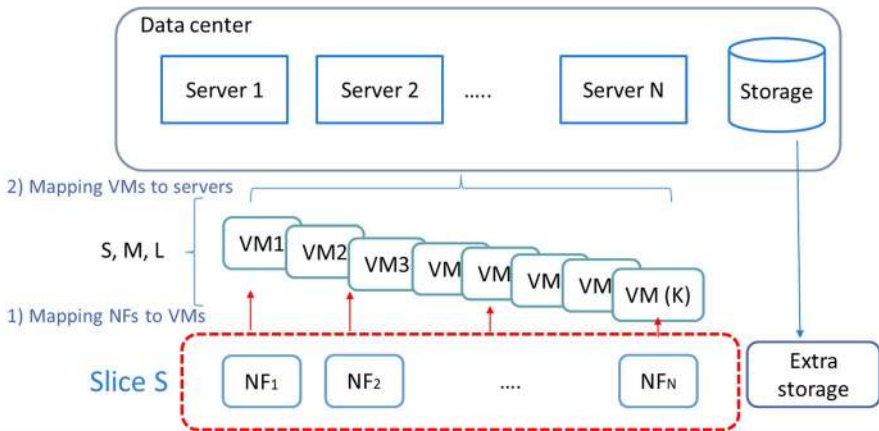 Data center
Server 1
Server 2
.....
Server N
Storage
2) Mapping VMs to servers
S, M, L
VM1
VM2
VM3
VM
VM
VM
VM
VM (K)
1) Mapping NFs to VMs
Slice S
NF₁
NF₂
....
NFₙ
Extra
storage